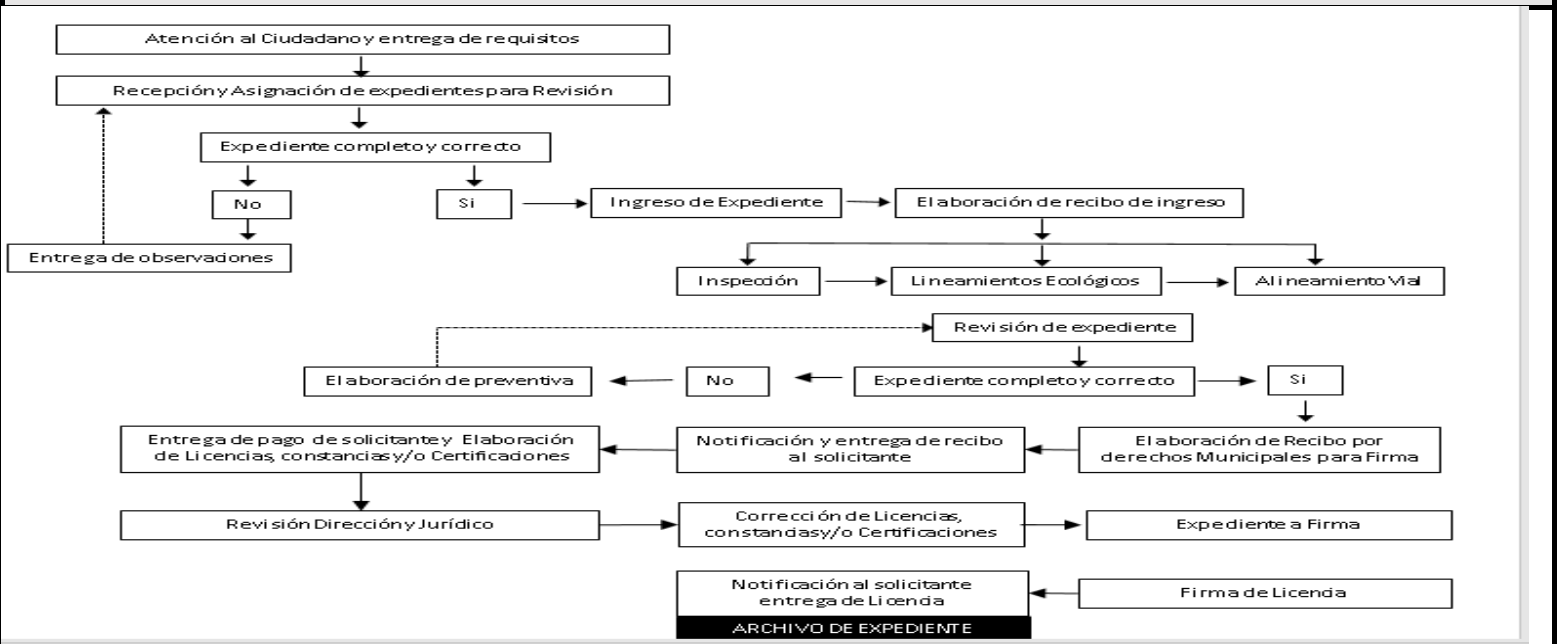 Atención al Ciudadano y entrega de requisitos
Recepción y Asignación de expedientes para Revisión
Expediente completo y correcto
No
Si
Ingreso de Expediente
Elaboración de recibo de ingreso
Entrega de observaciones
Inspección
Lineamientos Ecológicos
Alineamiento Vial
Revisión de expediente
Elaboración de preventiva
No
Expediente completo y correcto
Si
Entrega de pago de solicitante y Elaboración
de Licencias, constancias y/o Certificaciones
Notificación y entrega de recibo
al solicitante
Elaboración de Recibo por
derechos Municipales para Firma
Revisión Dirección y Jurídico
Corrección de Licencias,
constancias y/o Certificaciones
Expediente a Firma
Notificación al solicitante
entrega de Licencia
Firma de Licencia
ARCHIVO DE EXPEDIENTE